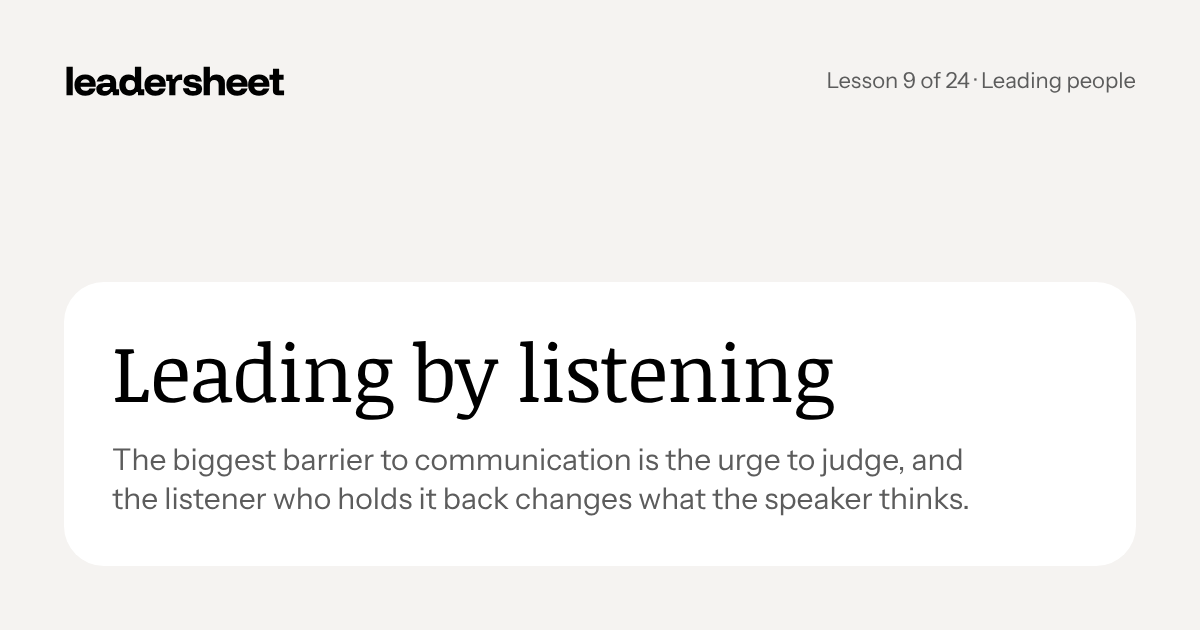 leadersheet
Lesson 9 of 24 · Leading people
Leading by listening
The biggest barrier to communication is the urge to judge, and
the listener who holds it back changes what the speaker thinks.